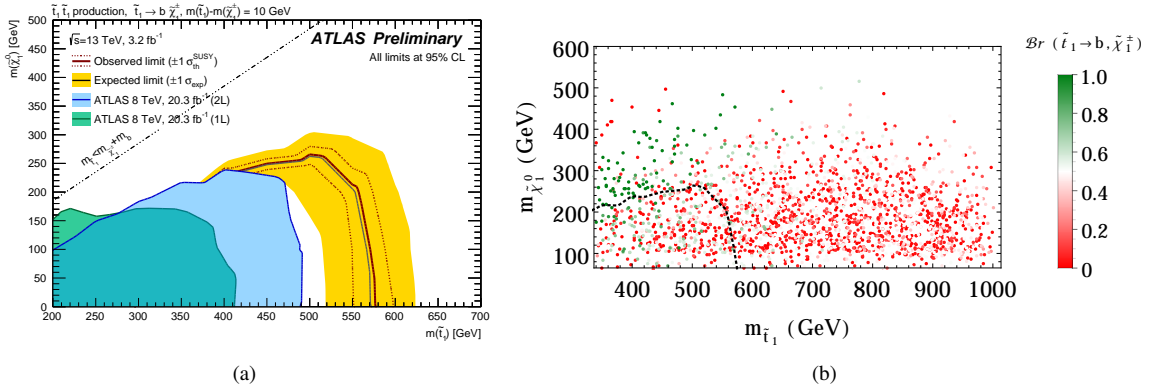 t̃₁ t̃₁ production, t̃₁→ b χ̃₁±, m(t̃₁)-m(χ̃₁±) = 10 GeV
m(χ̃₁⁰) [GeV]
500
450
400
350
300
250
200
150
100
50
0
√s=13 TeV, 3.2 fb⁻¹
ATLAS Preliminary
All limits at 95% CL
Observed limit (±1 σ_th^SUSY)
Expected limit (±1 σ_exp)
ATLAS 8 TeV, 20.3 fb⁻¹ (2L)
ATLAS 8 TeV, 20.3 fb⁻¹ (1L)
m_t̃₁<m_χ̃₁±+m_b
200 250 300 350 400 450 500 550 600 650 700
m(t̃₁) [GeV]
(a)
m_χ̃₁⁰ (GeV)
600
500
400
300
200
100
400 500 600 700 800 900 1000
m_t̃₁ (GeV)
Br (t̃₁→b, χ̃₁±)
1.0
0.8
0.6
0.4
0.2
0
(b)